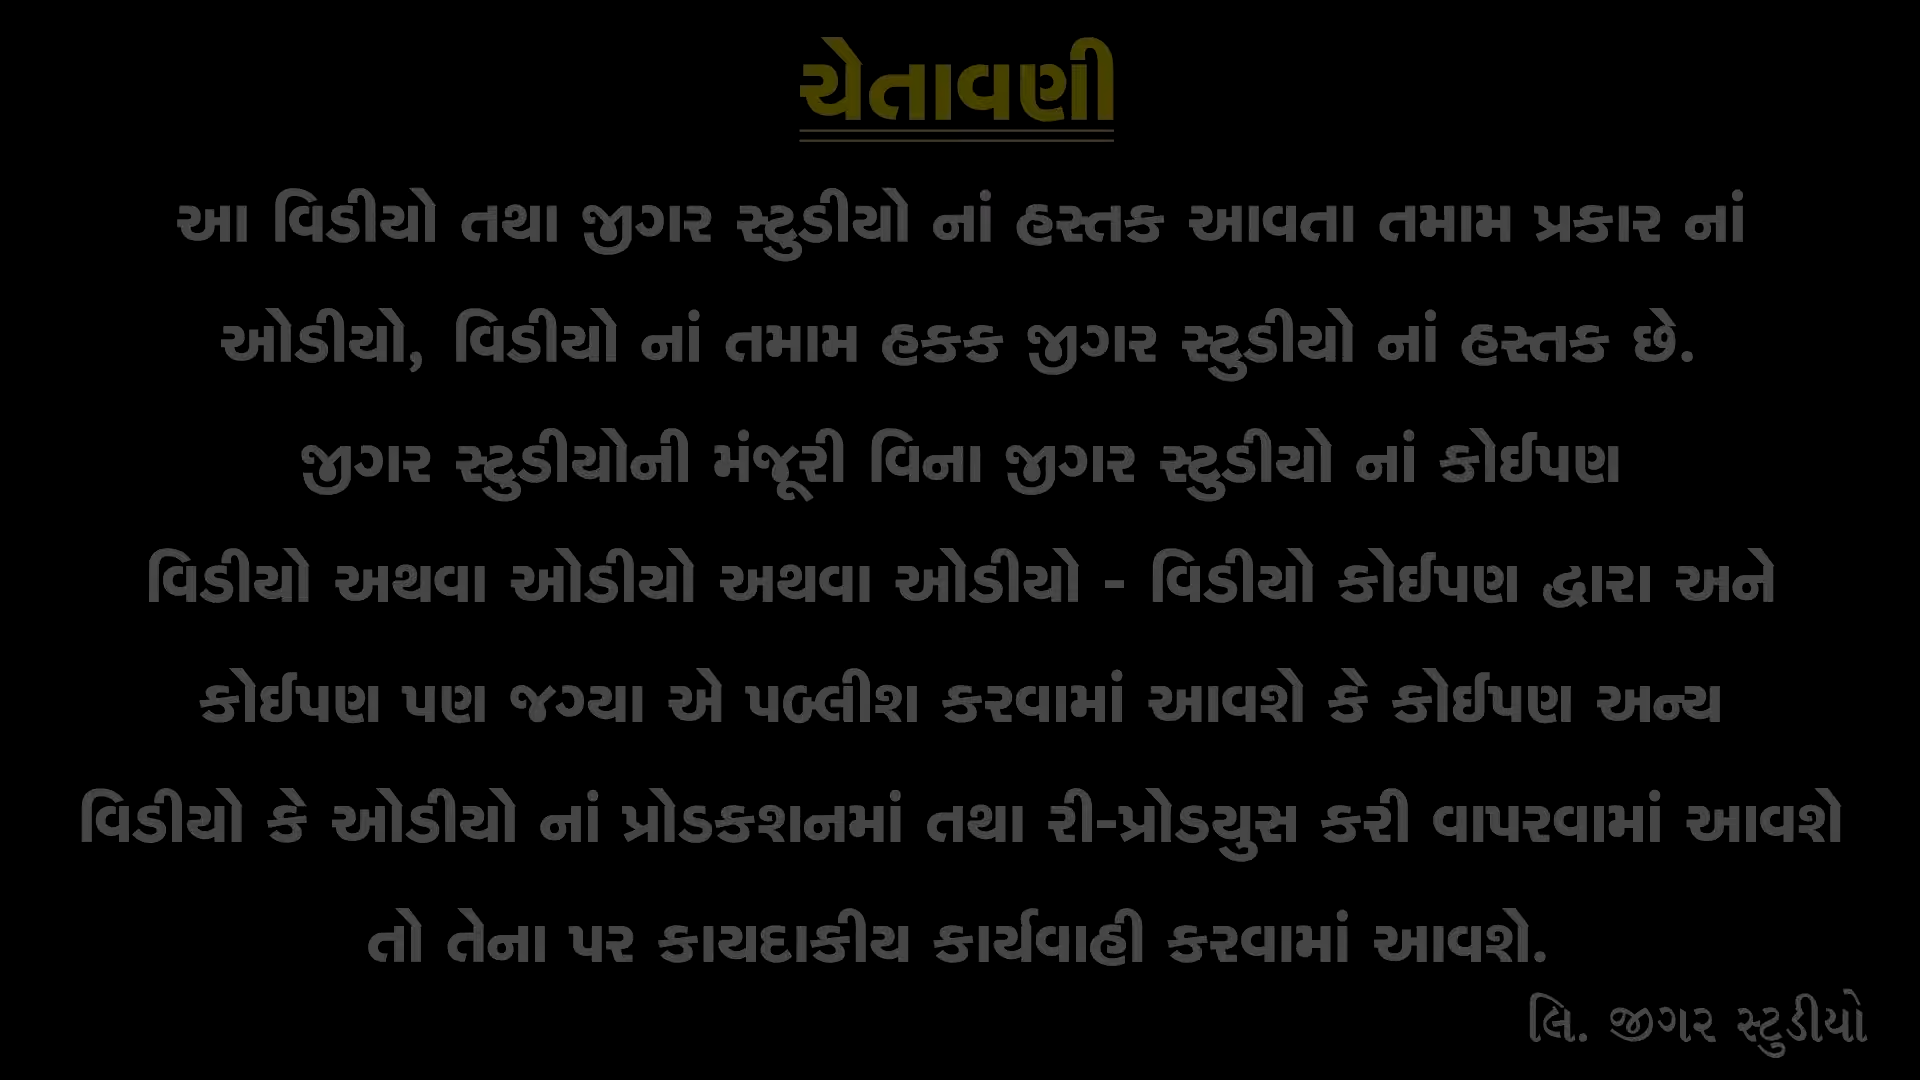 ચેતાવણી
આ વિડીયો તથા જીગર સ્ટુડીયો નાં હસ્તક આવતા તમામ પ્રકાર નાં
ઓડીયો, વિડીયો નાં તમામ હકક જીગર સ્ટુડીયો નાં હસ્તક છે.
જીગર સ્ટુડીયોની મંજૂરી વિના જીગર સ્ટુડીયો નાં કોઈપણ
વિડીયો અથવા ઓડીયો અથવા ઓડીયો - વિડીયો કોઈપણ દ્વારા અને
કોઈપણ પણ જગ્યા એ પબ્લીશ કરવામાં આવશે કે કોઈપણ અન્ય
વિડીયો કે ઓડીયો નાં પ્રોડકશનમાં તથા રી-પ્રોડયુસ કરી વાપરવામાં આવશે
તો તેના પર કાયદાકીય કાર્યવાહી કરવામાં આવશે.
લિ. જીગર સ્ટુડીયો